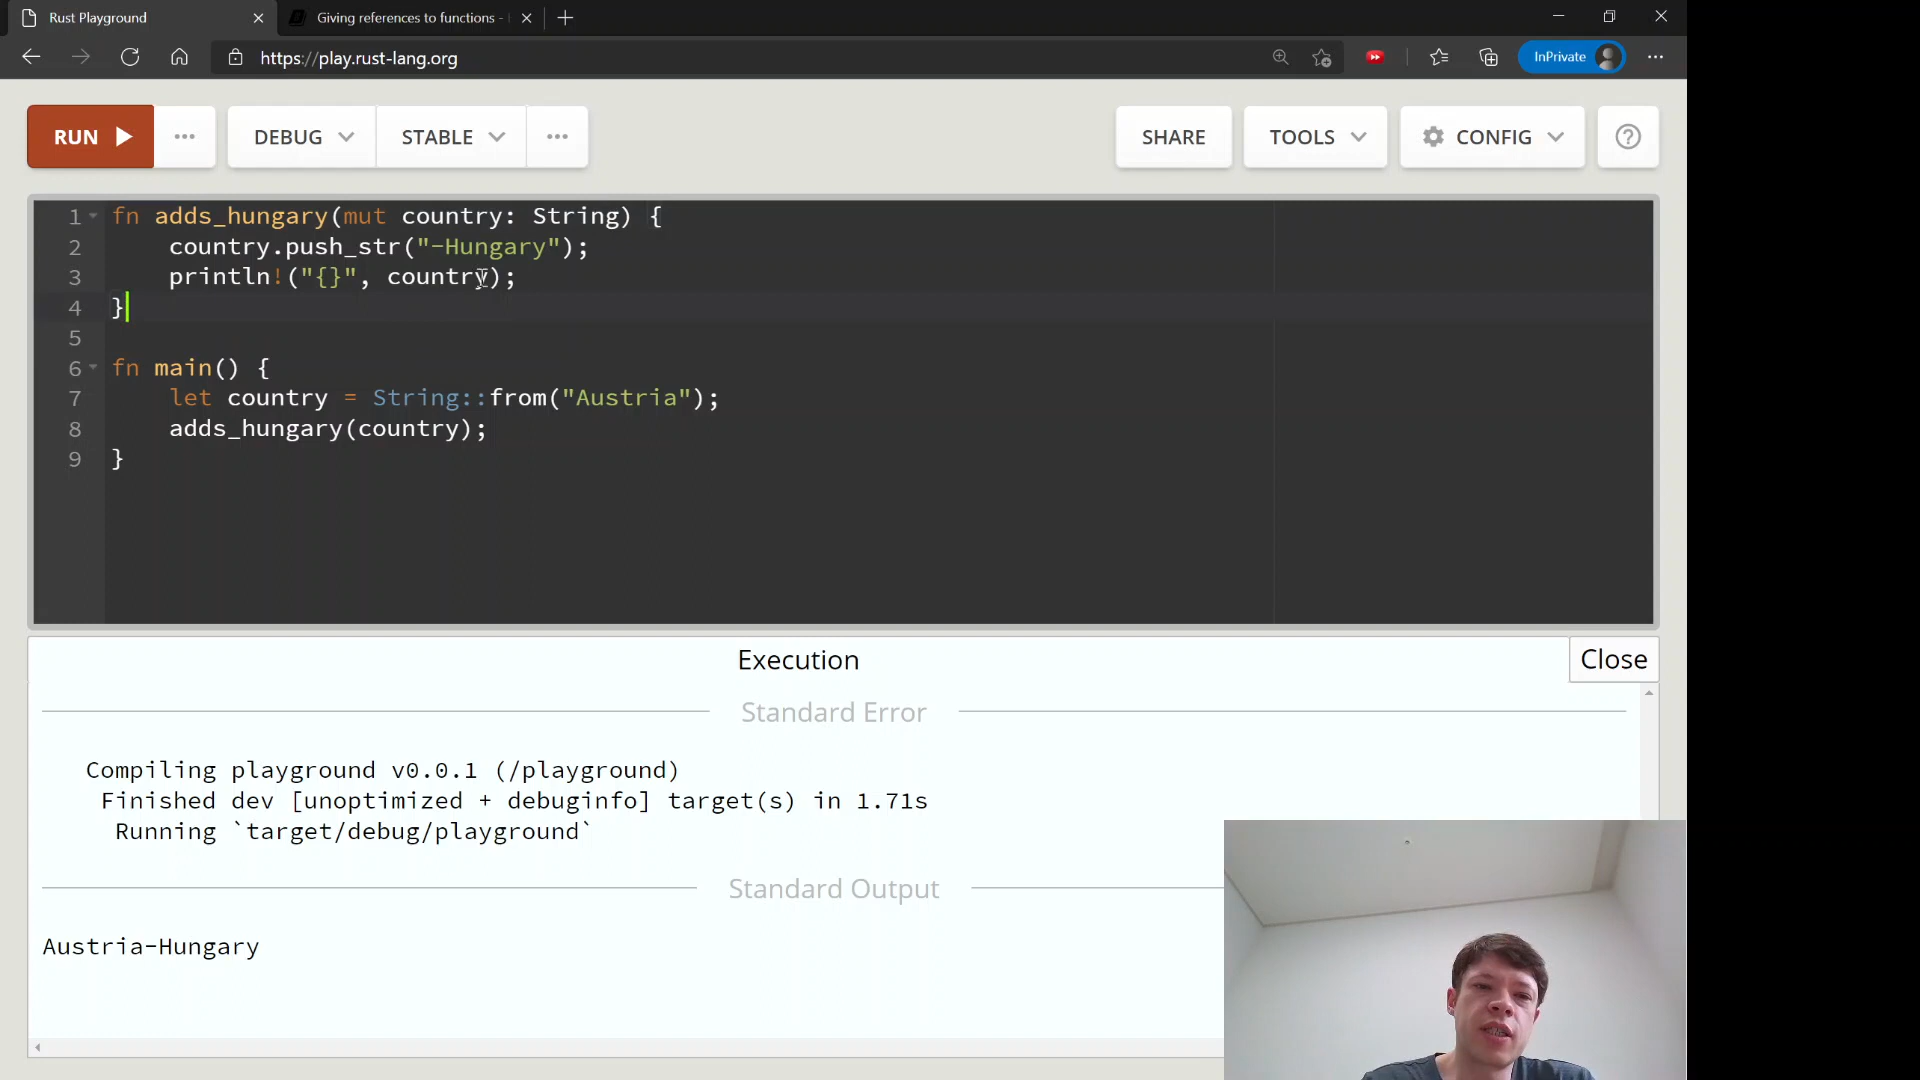 Rust Playground
Giving references to functions -
https://play.rust-lang.org
InPrivate
RUN
DEBUG
STABLE
SHARE
TOOLS
CONFIG
1 fn adds_hungary(mut country: String) {
2 country.push_str("-Hungary");
3 println!("{}", country);
4 }
5
6 fn main() {
7 let country = String::from("Austria");
8 adds_hungary(country);
9 }
Execution
Close
Standard Error
Compiling playground v0.0.1 (/playground)
Finished dev [unoptimized + debuginfo] target(s) in 1.71s
Running `target/debug/playground`
Standard Output
Austria-Hungary